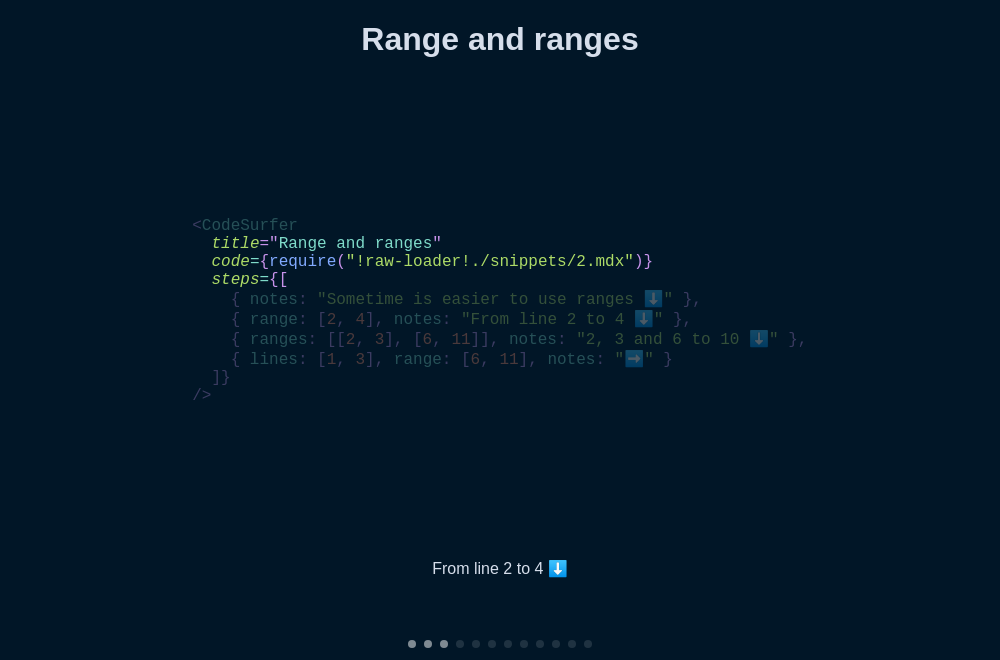 Range and ranges
<CodeSurfer
  title="Range and ranges"
  code={require("!raw-loader!./snippets/2.mdx")}
  steps={[
    { notes: "Sometime is easier to use ranges ⬇️" },
    { range: [2, 4], notes: "From line 2 to 4 ⬇️" },
    { ranges: [[2, 3], [6, 11]], notes: "2, 3 and 6 to 10 ⬇️" },
    { lines: [1, 3], range: [6, 11], notes: "➡️" }
  ]}
/>
From line 2 to 4 ⬇️